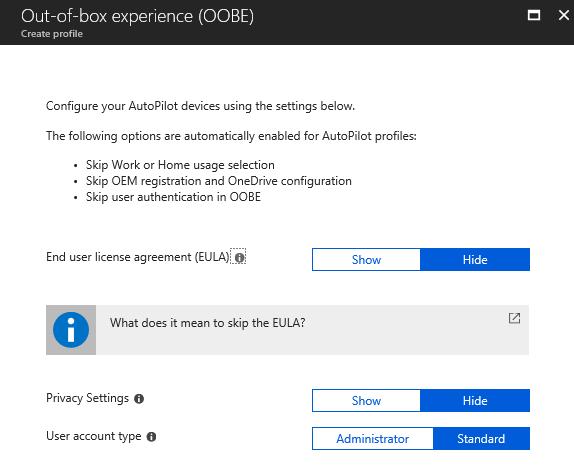 Out-of-box experience (OOBE)
Create profile
Configure your AutoPilot devices using the settings below.
The following options are automatically enabled for AutoPilot profiles:
• Skip Work or Home usage selection
• Skip OEM registration and OneDrive configuration
• Skip user authentication in OOBE
End user license agreement (EULA) Show Hide
What does it mean to skip the EULA?
Privacy Settings Show Hide
User account type Administrator Standard